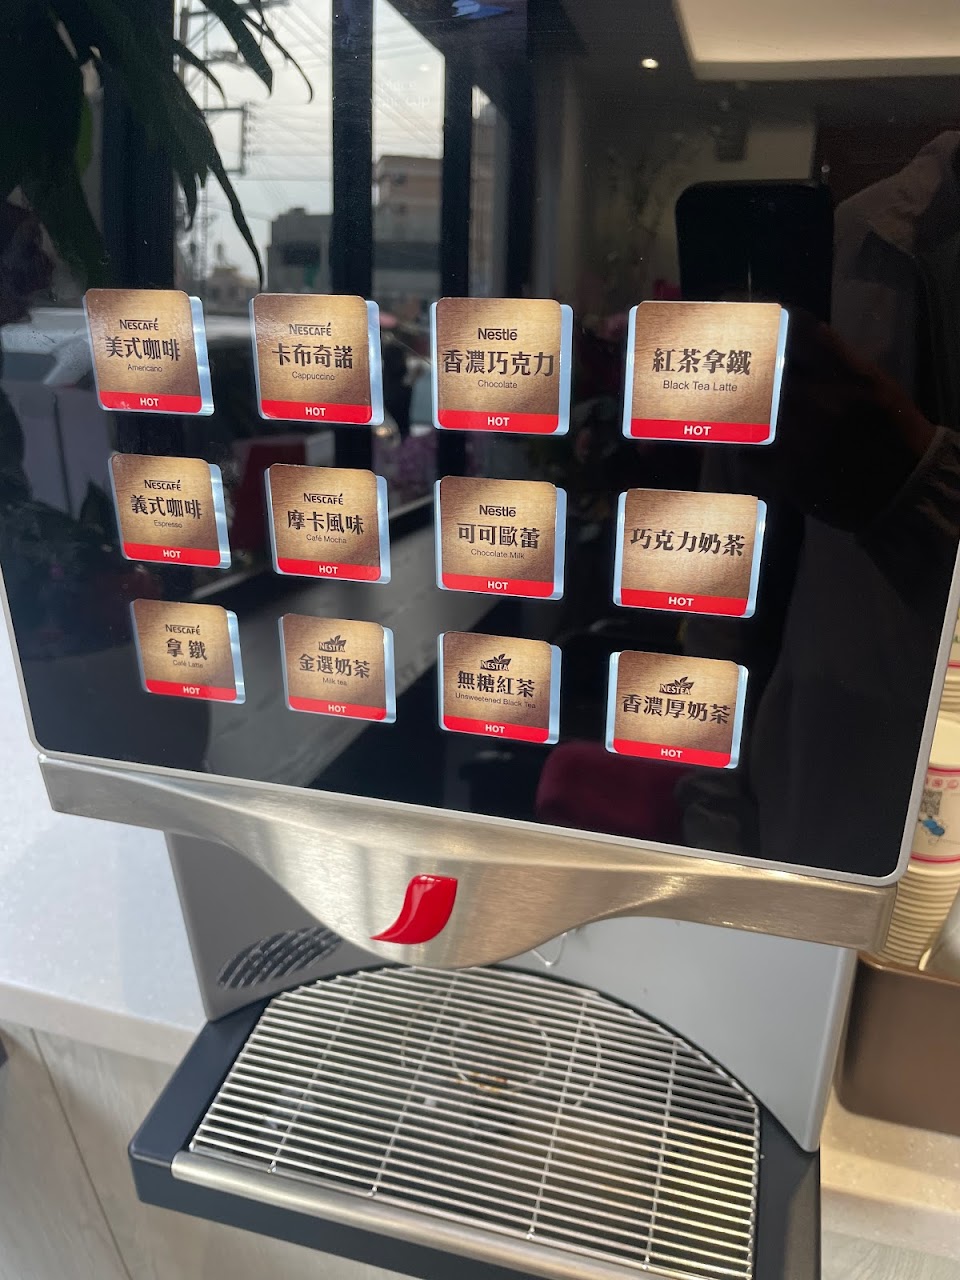 NESCAFÉ
美式咖啡
Americano
HOT
NESCAFÉ
卡布奇諾
Cappuccino
HOT
Nestlē
香濃巧克力
Chocolate
HOT
紅茶拿鐵
Black Tea Latte
HOT
NESCAFÉ
義式咖啡
Espresso
HOT
NESCAFÉ
摩卡風味
Café Mocha
HOT
Nestlē
可可歐蕾
Chocolate Milk
HOT
巧克力奶茶
HOT
NESCAFÉ
拿鐵
Café Latte
HOT
NESTEA
金選奶茶
Milk tea
HOT
NESTEA
無糖紅茶
Unsweetened Black Tea
HOT
NESTEA
香濃厚奶茶
HOT